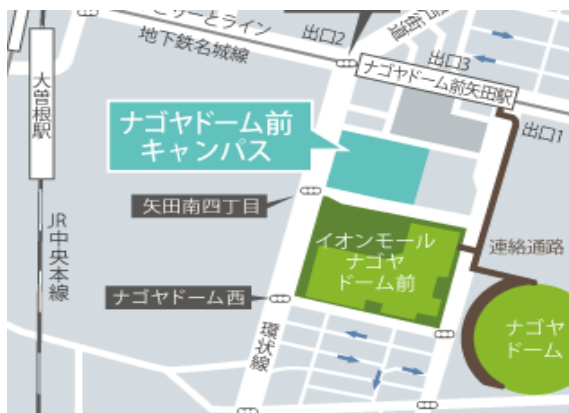 とりーとライン
地下鉄名城線
出口2
出口3
ナゴヤドーム前矢田駅
出口1
大曽根駅
ナゴヤドーム前
キャンパス
矢田南四丁目
JR中央本線
イオンモール
ナゴヤ
ドーム前
連絡通路
ナゴヤドーム西
環状線
ナゴヤ
ドーム